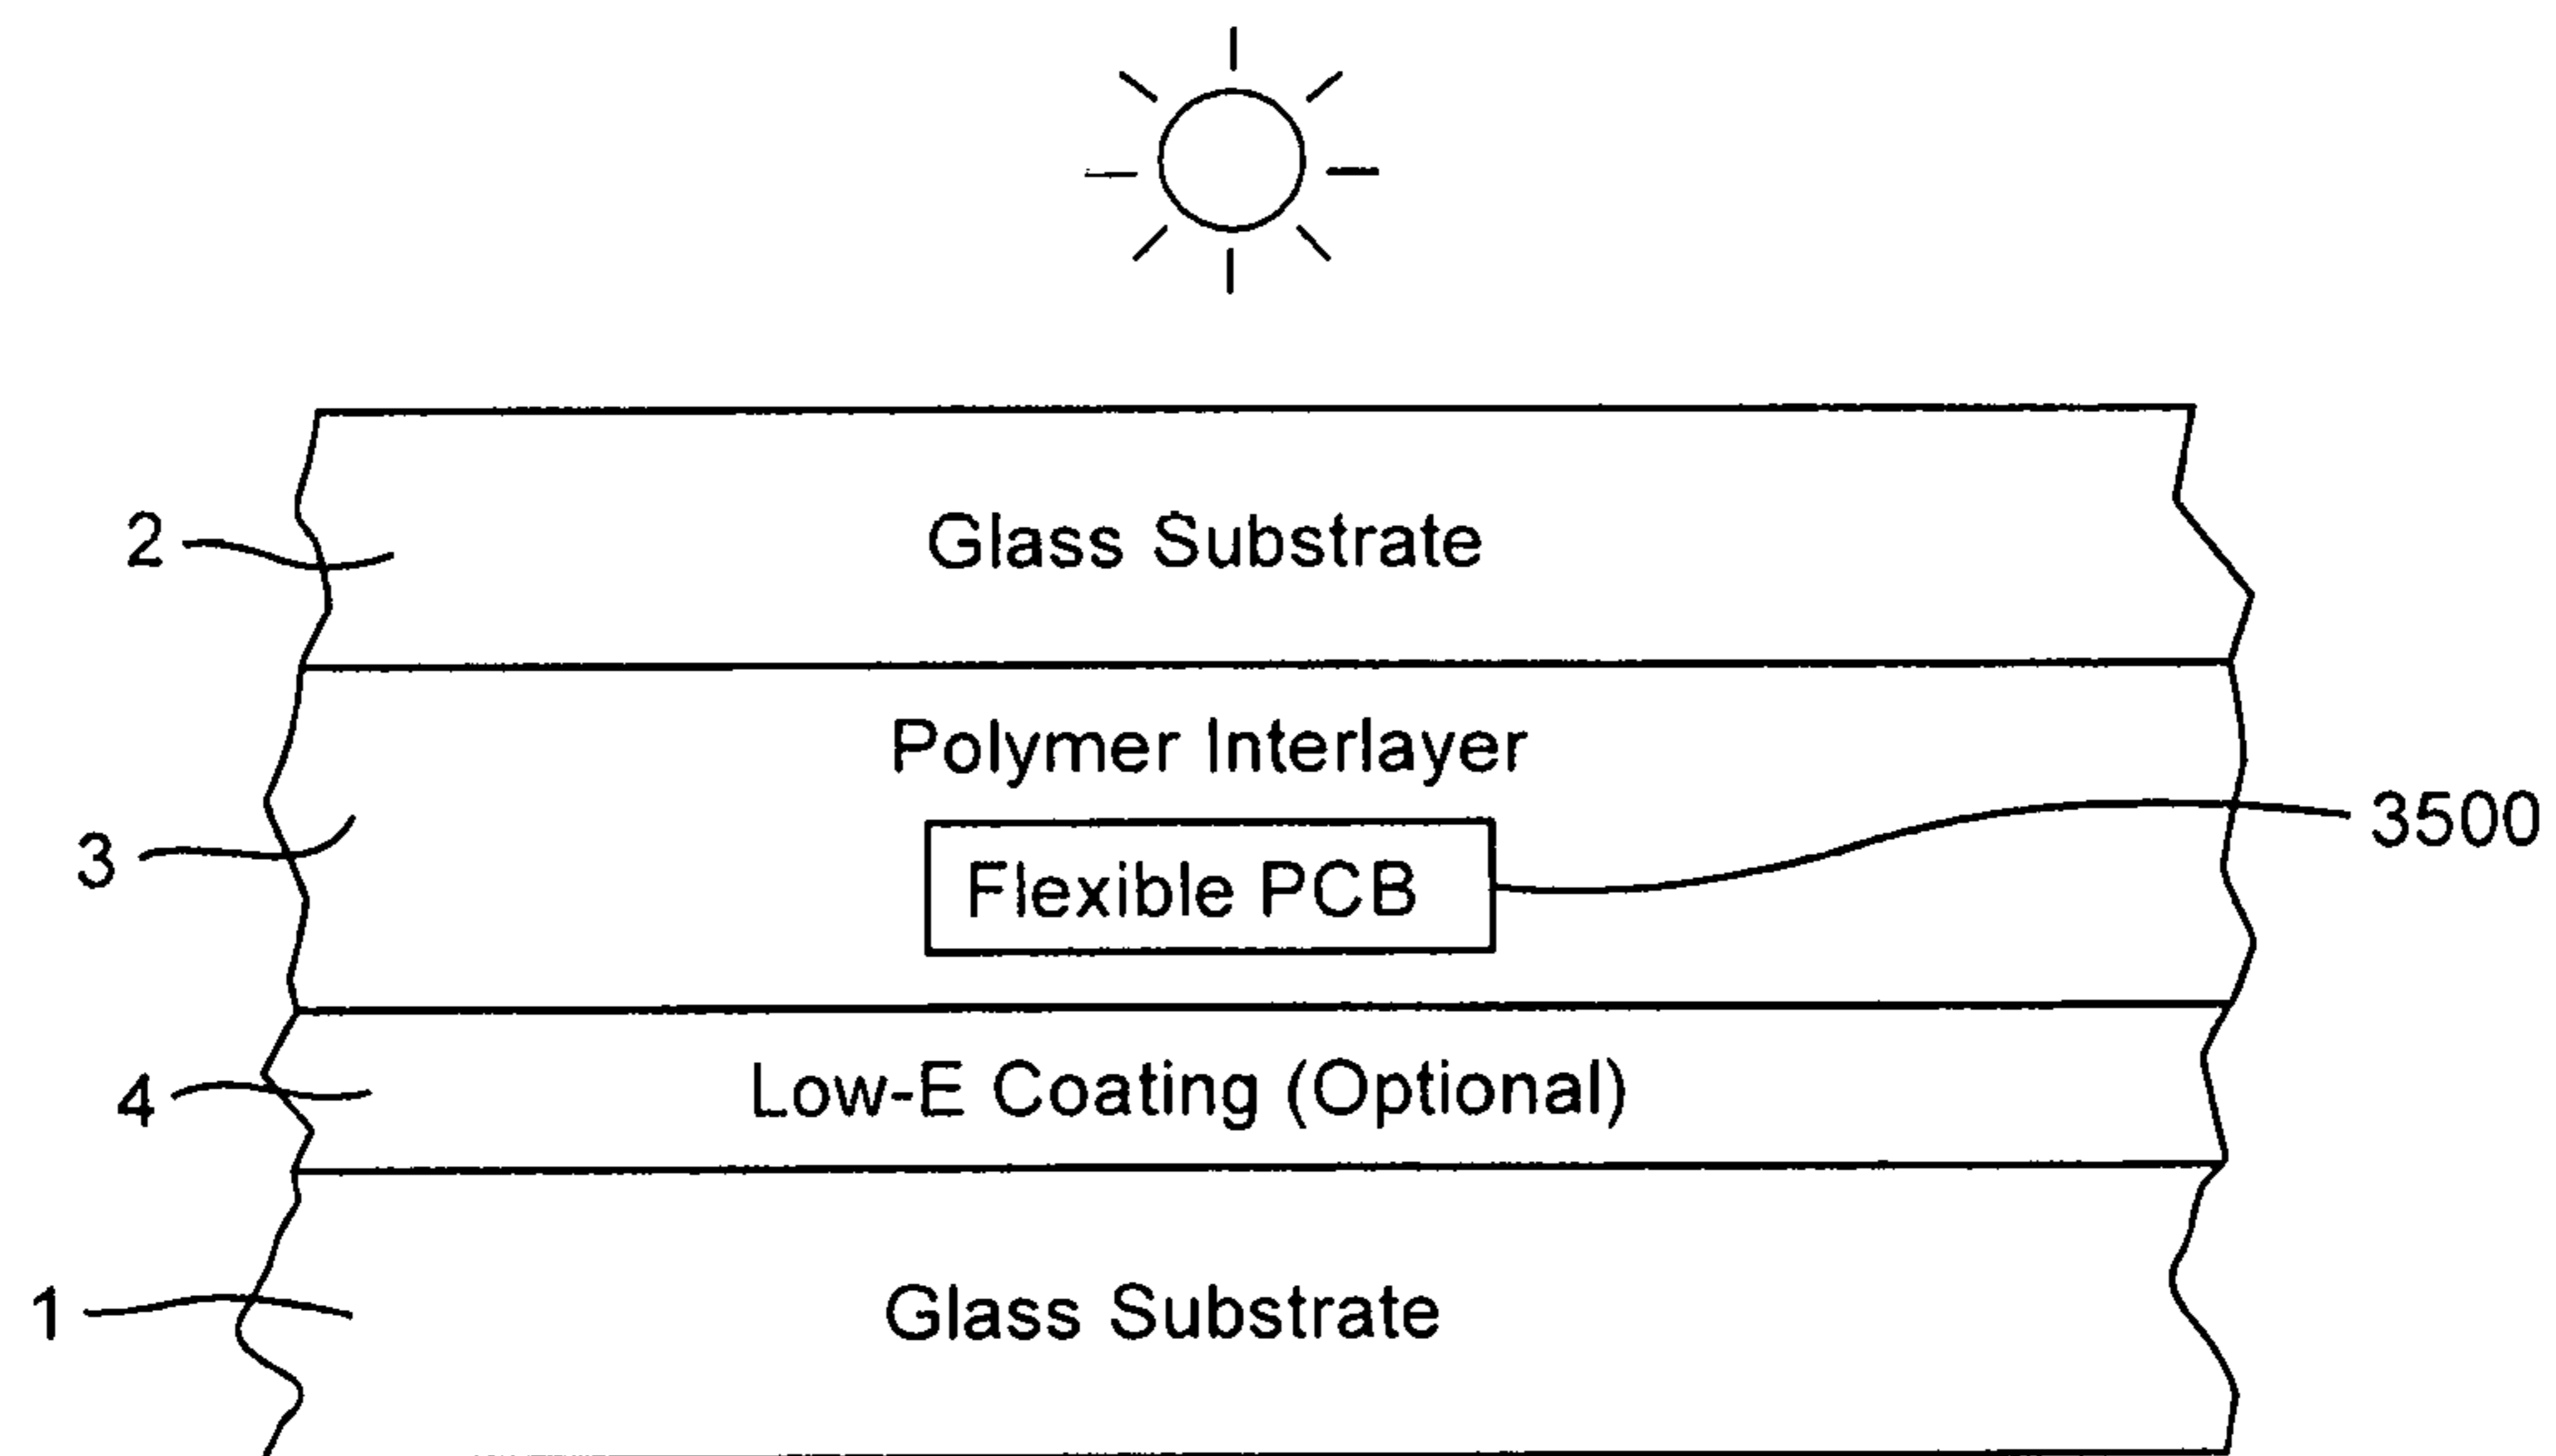 2
Glass Substrate
Polymer Interlayer
3
Flexible PCB
3500
4
Low-E Coating (Optional)
1
Glass Substrate